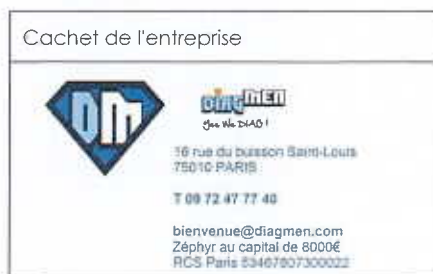 Cachet de l'entreprise
DM
DIAGMEN
Yes We DIAG !
16 rue du buisson Saint-Louis
75010 PARIS
T 09 72 47 77 40
bienvenue@diagmen.com
Zéphyr au capital de 8000€
RCS Paris